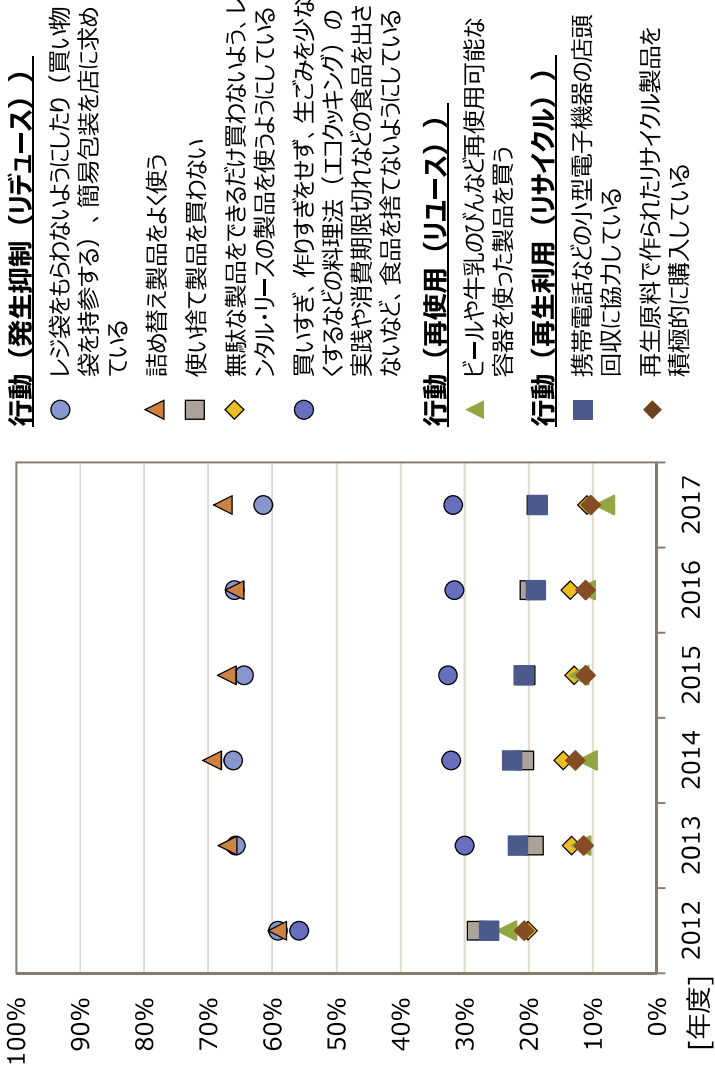 100%
90%
80%
70%
60%
50%
40%
30%
20%
10%
0%
2012
2013
2014
2015
2016
2017
[年度]
行動（発生抑制（リデュース））
レジ袋をもらわないようにしたり（買い物
袋を持参する）、簡易包装を店に求め
ている
詰め替え製品をよく使う
使い捨て製品を買わない
無駄な製品をできるだけ買わないよう、レ
ンタル・リースの製品を使うようにしている
買いすぎ、作りすぎをせず、生ごみを少な
くするなどの料理法（エコクッキング）の
実践や消費期限切れなどの食品を出さ
ないなど、食品を捨てないようにしている
行動（再使用（リユース））
ビールや牛乳のびんなど再使用可能な
容器を使った製品を買う
行動（再生利用（リサイクル））
携帯電話などの小型電子機器の店頭
回収に協力している
再生原料で作られたリサイクル製品を
積極的に購入している